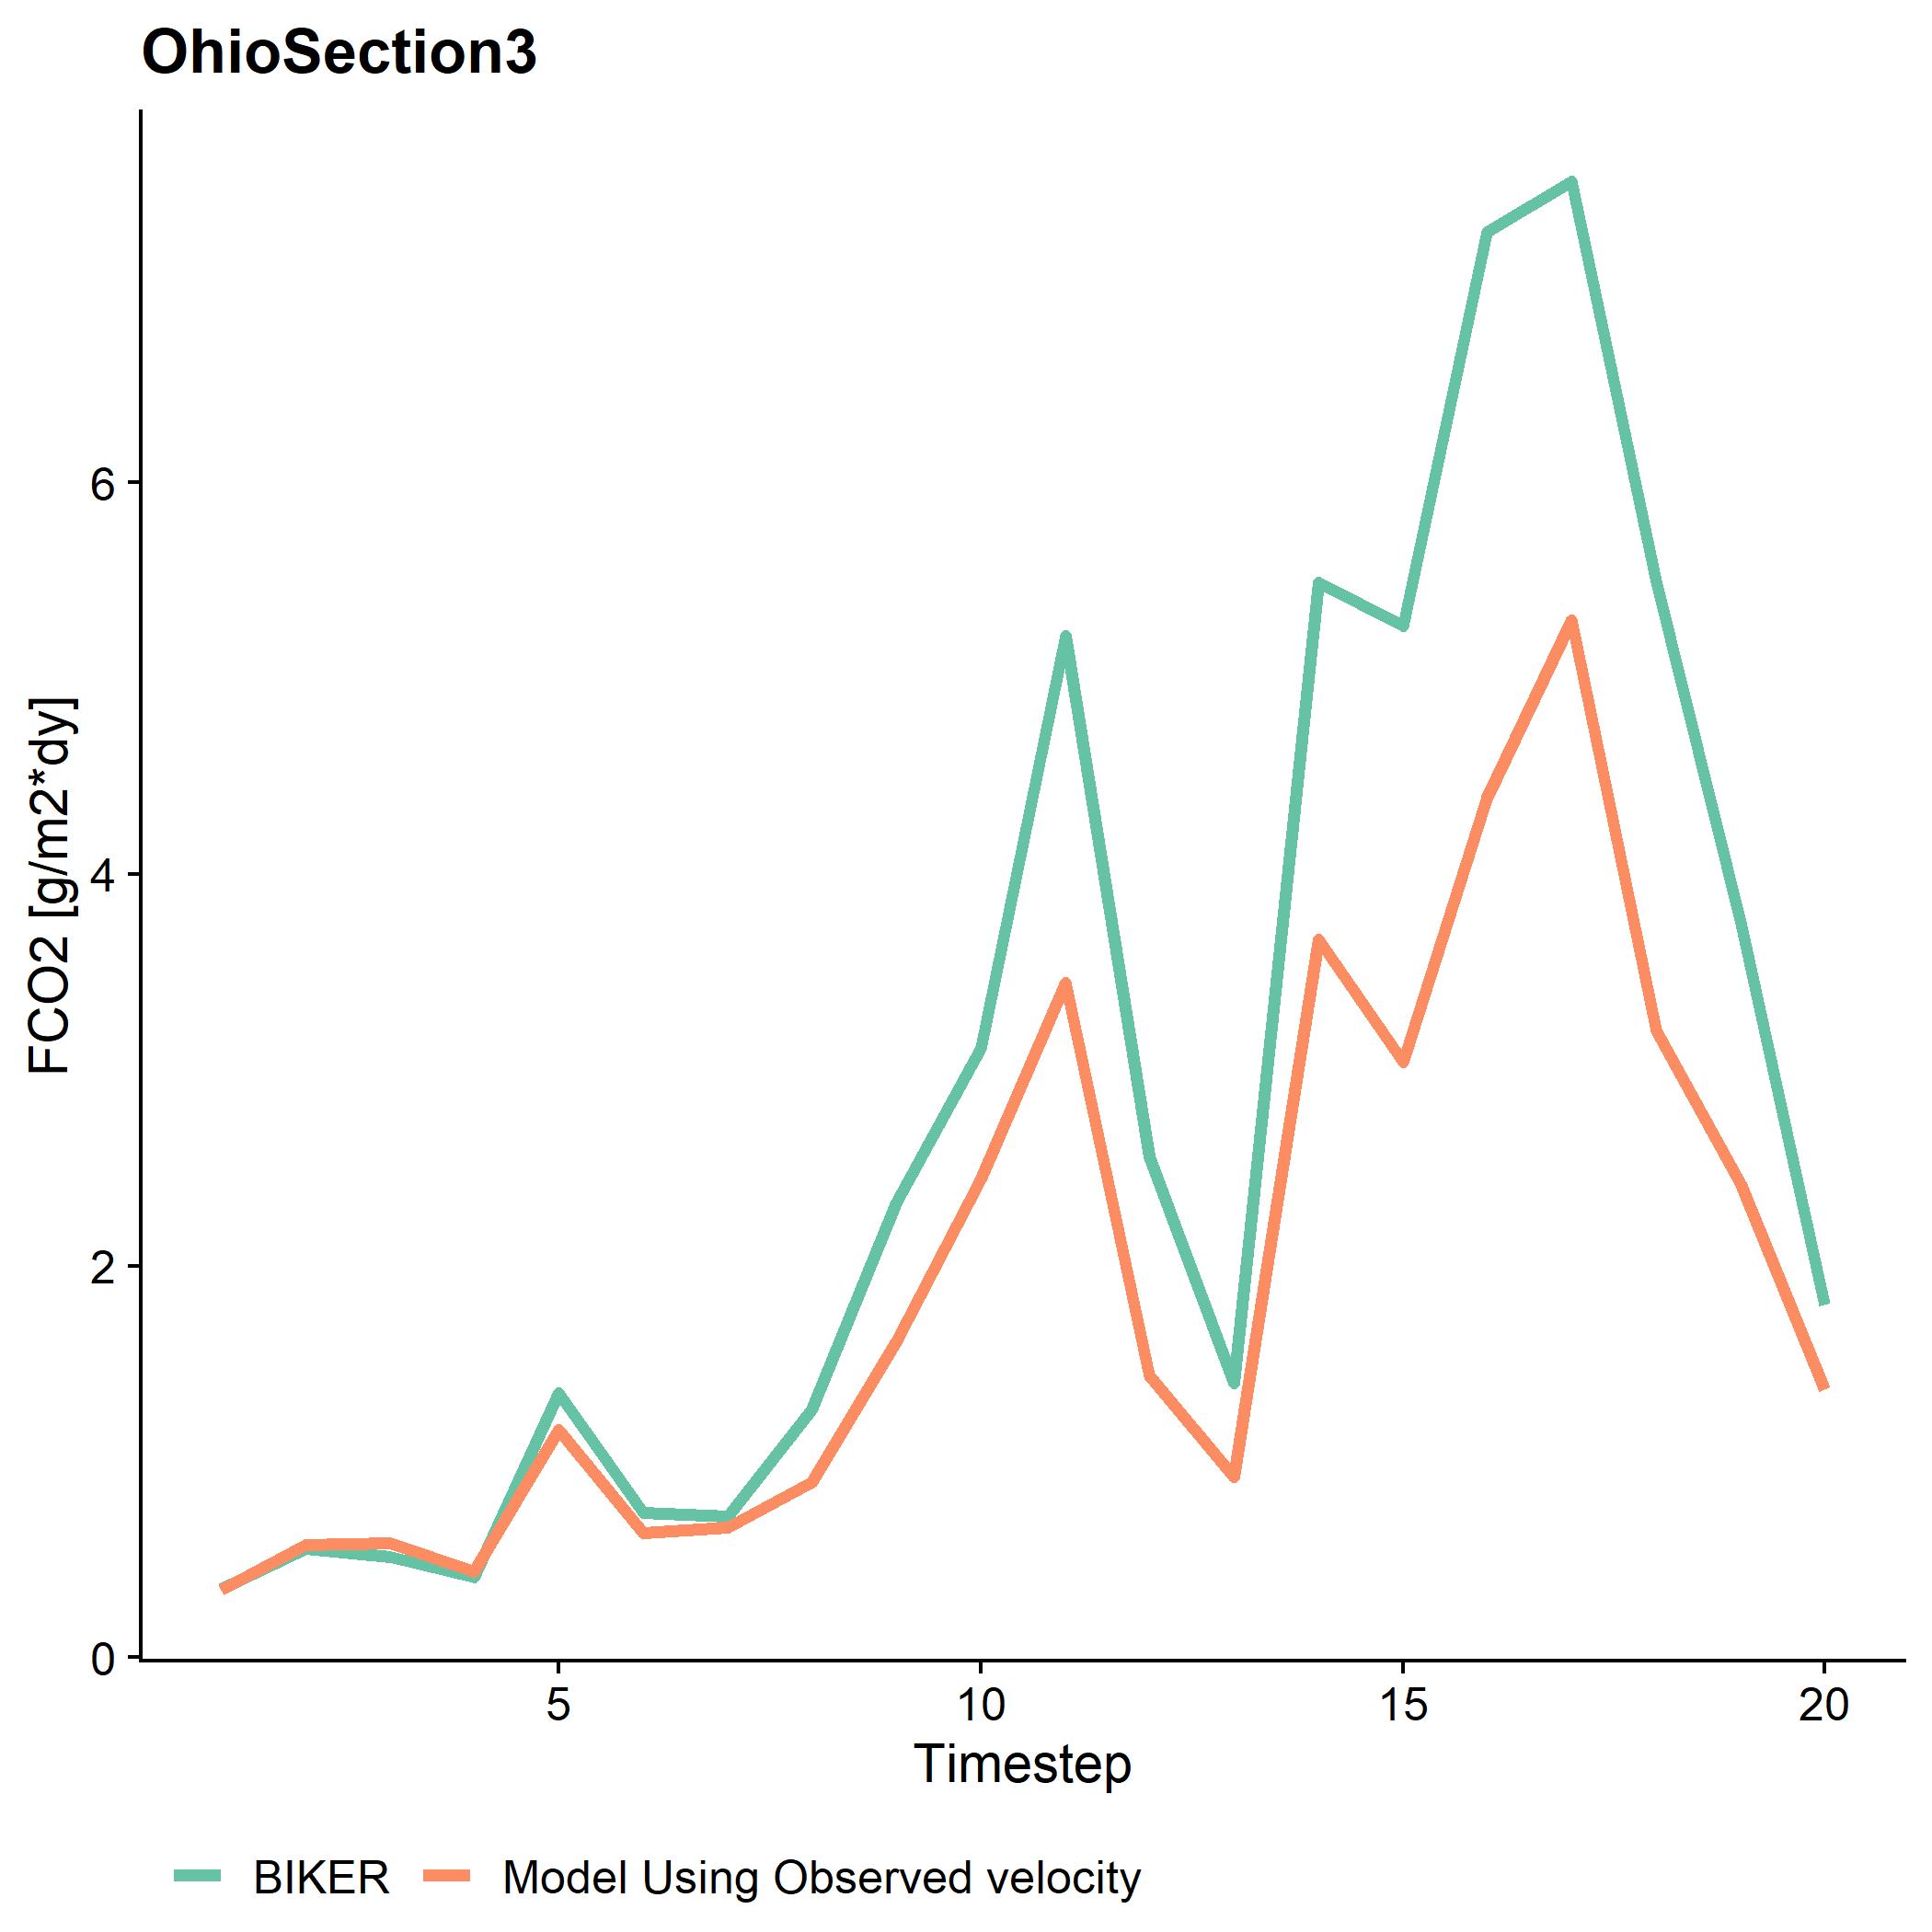 OhioSection3
FCO2 [g/m2*dy]
6
4
2
0
5 10 15 20
Timestep
BIKER Model Using Observed velocity